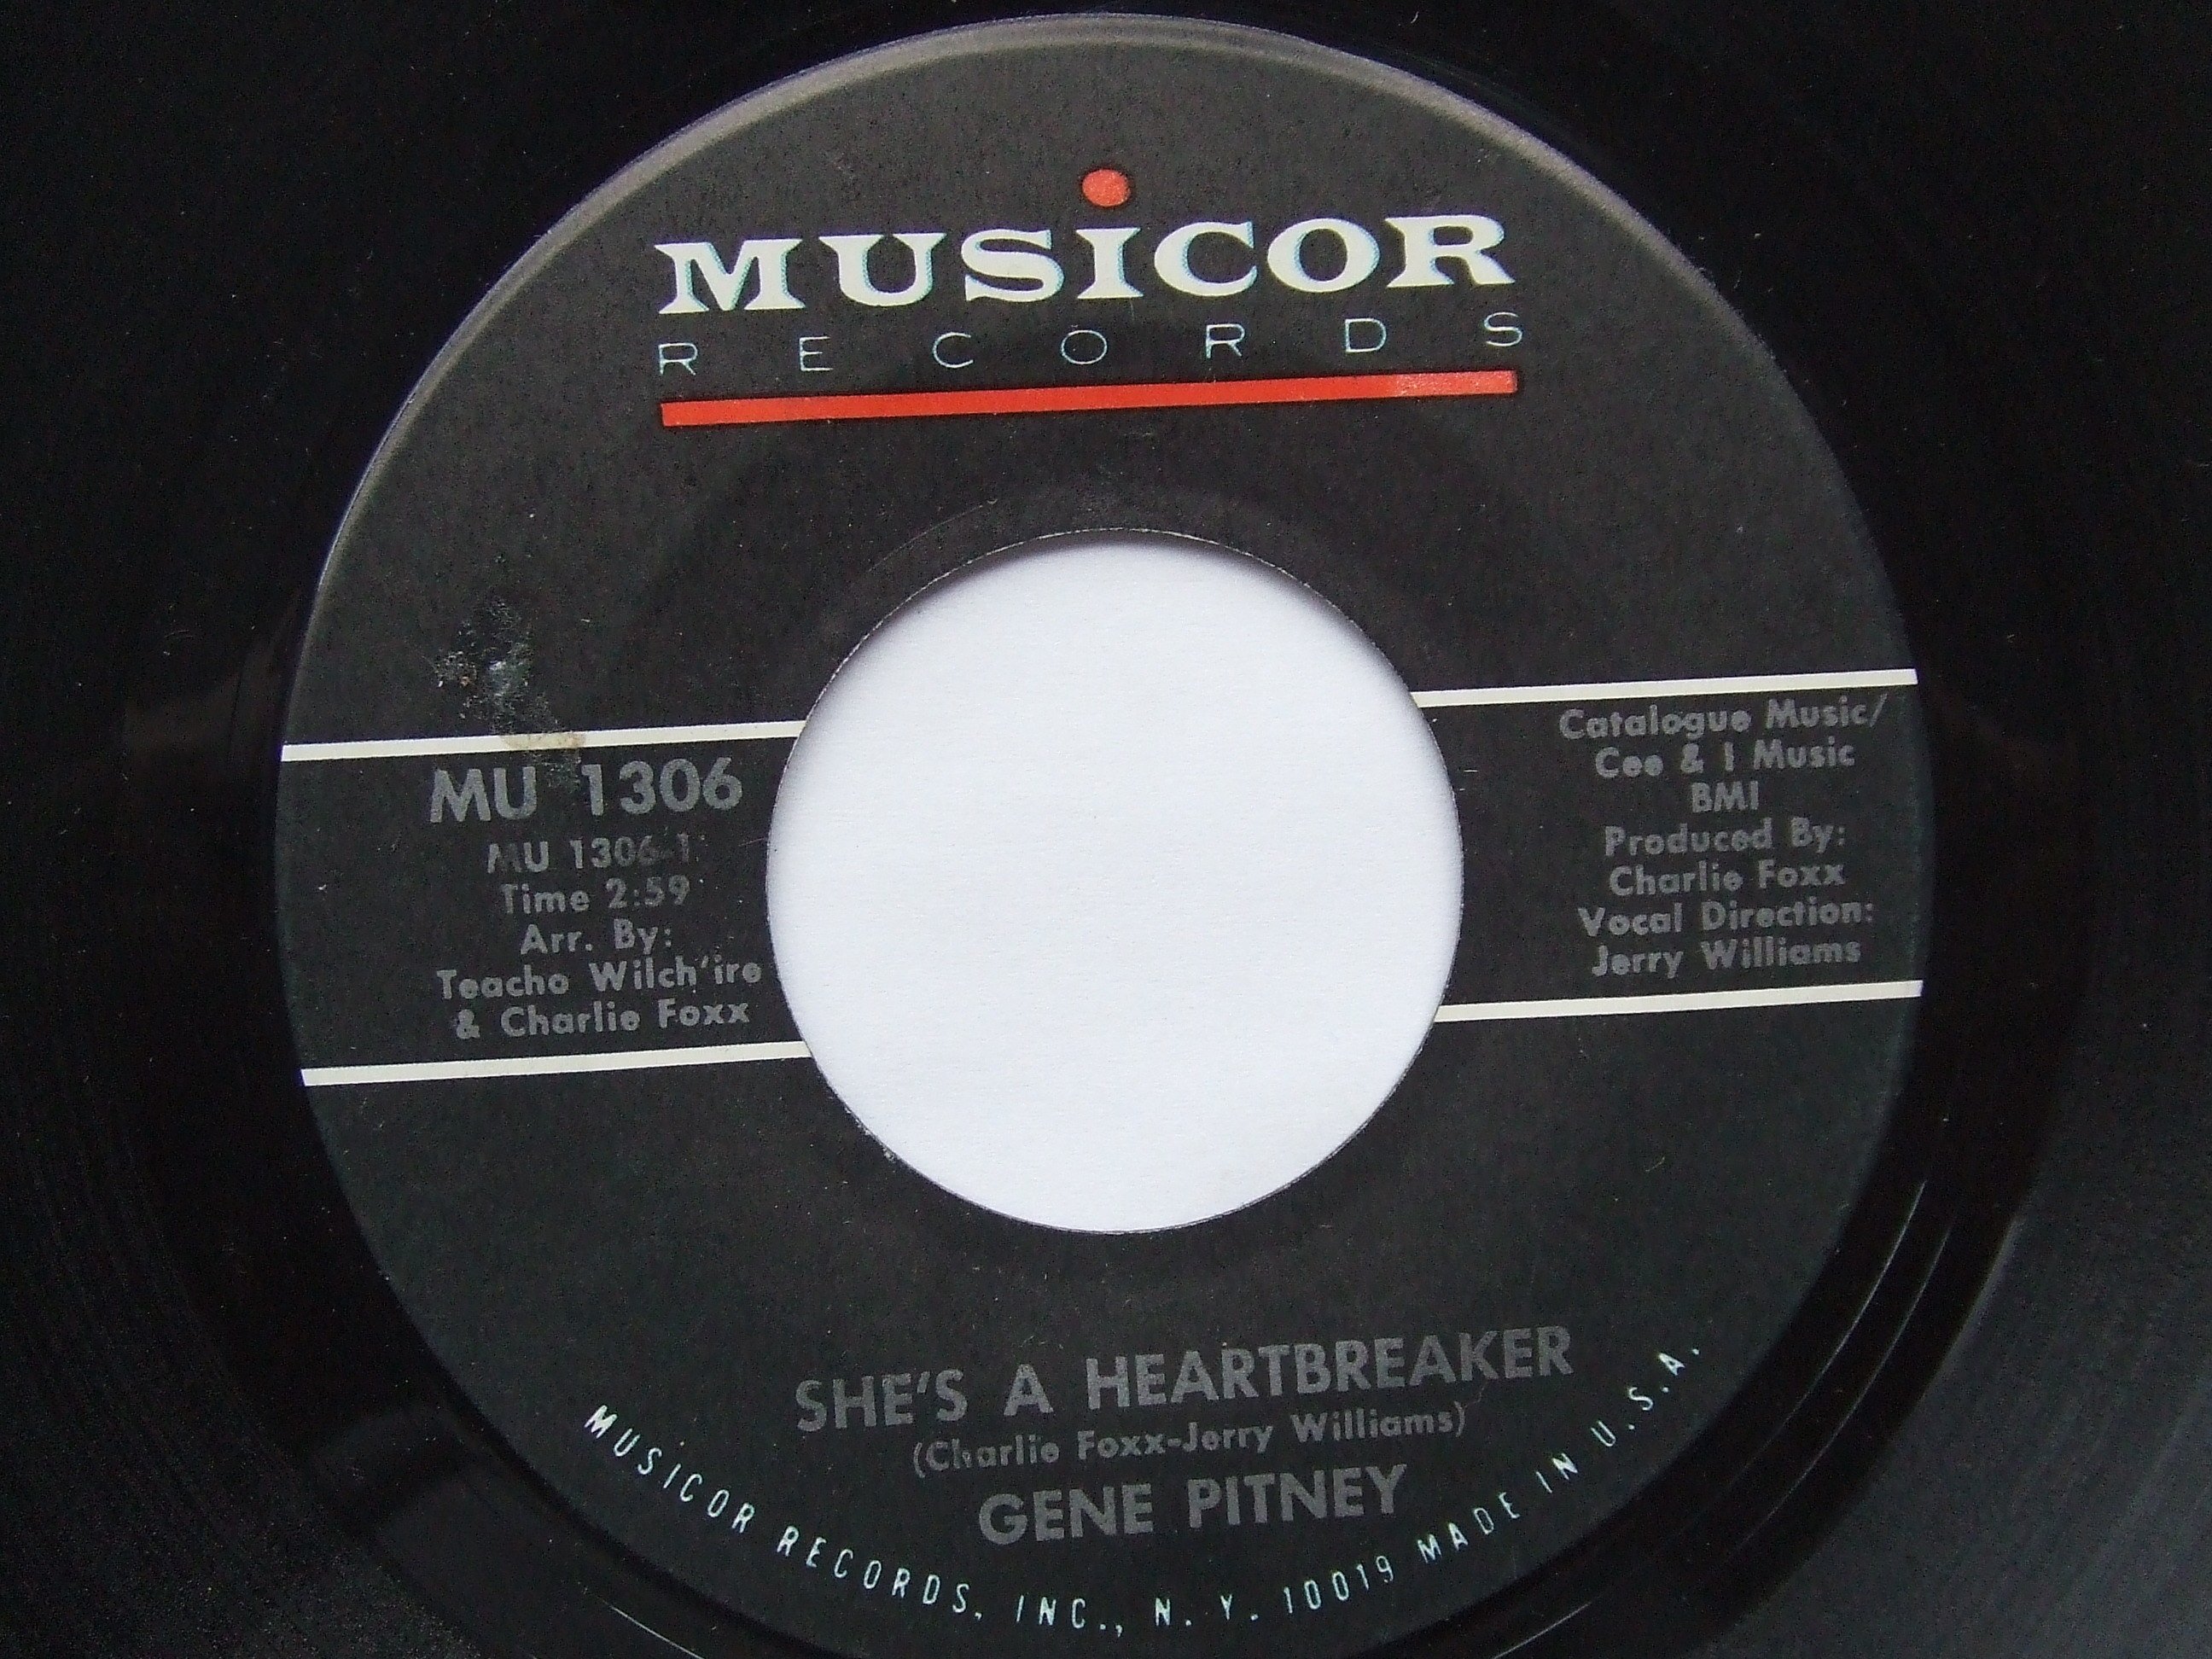 MUSiCOR
RECORDS
MU 1306
MU 1306-1
Time 2:59
Arr. By:
Teacho Wilch'ire
& Charlie Foxx
Catalogue Music/
Cee & I Music
BMI
Produced By:
Charlie Foxx
Vocal Direction:
Jerry Williams
SHE'S A HEARTBREAKER
(Charlie Foxx-Jerry Williams)
GENE PITNEY
MUSiCOR RECORDS, INC., N. Y. 10019 MADE IN U.S.A.